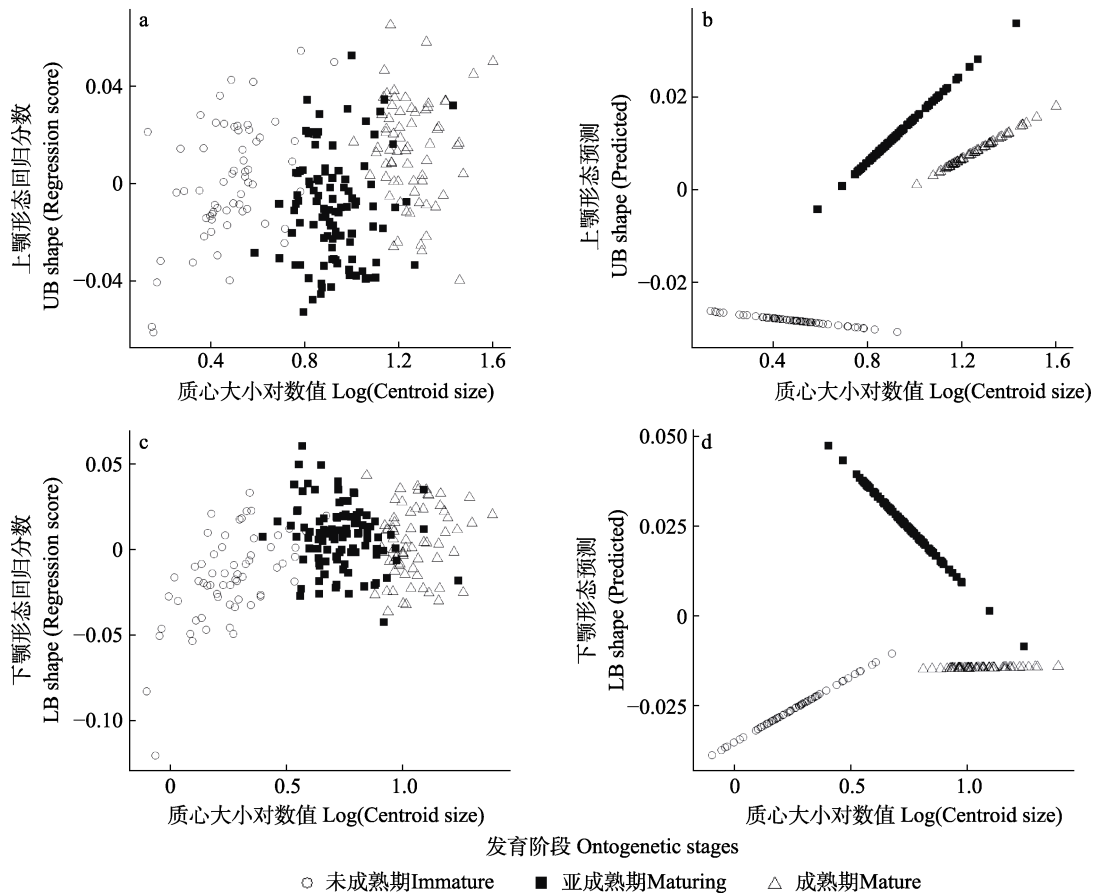 a
上颚形态回归分数
UB shape (Regression score)
0.04
0
−0.04
0.4 0.8 1.2 1.6
质心大小对数值 Log(Centroid size)
b
上颚形态预测
UB shape (Predicted)
0.02
0
−0.02
0.4 0.8 1.2 1.6
质心大小对数值 Log(Centroid size)
c
下颚形态回归分数
LB shape (Regression score)
0.05
0
−0.05
−0.10
0 0.5 1.0
质心大小对数值 Log(Centroid size)
d
下颚形态预测
LB shape (Predicted)
0.050
0.025
0
−0.025
0 0.5 1.0
质心大小对数值 Log(Centroid size)
发育阶段 Ontogenetic stages
未成熟期Immature 亚成熟期Maturing 成熟期Mature